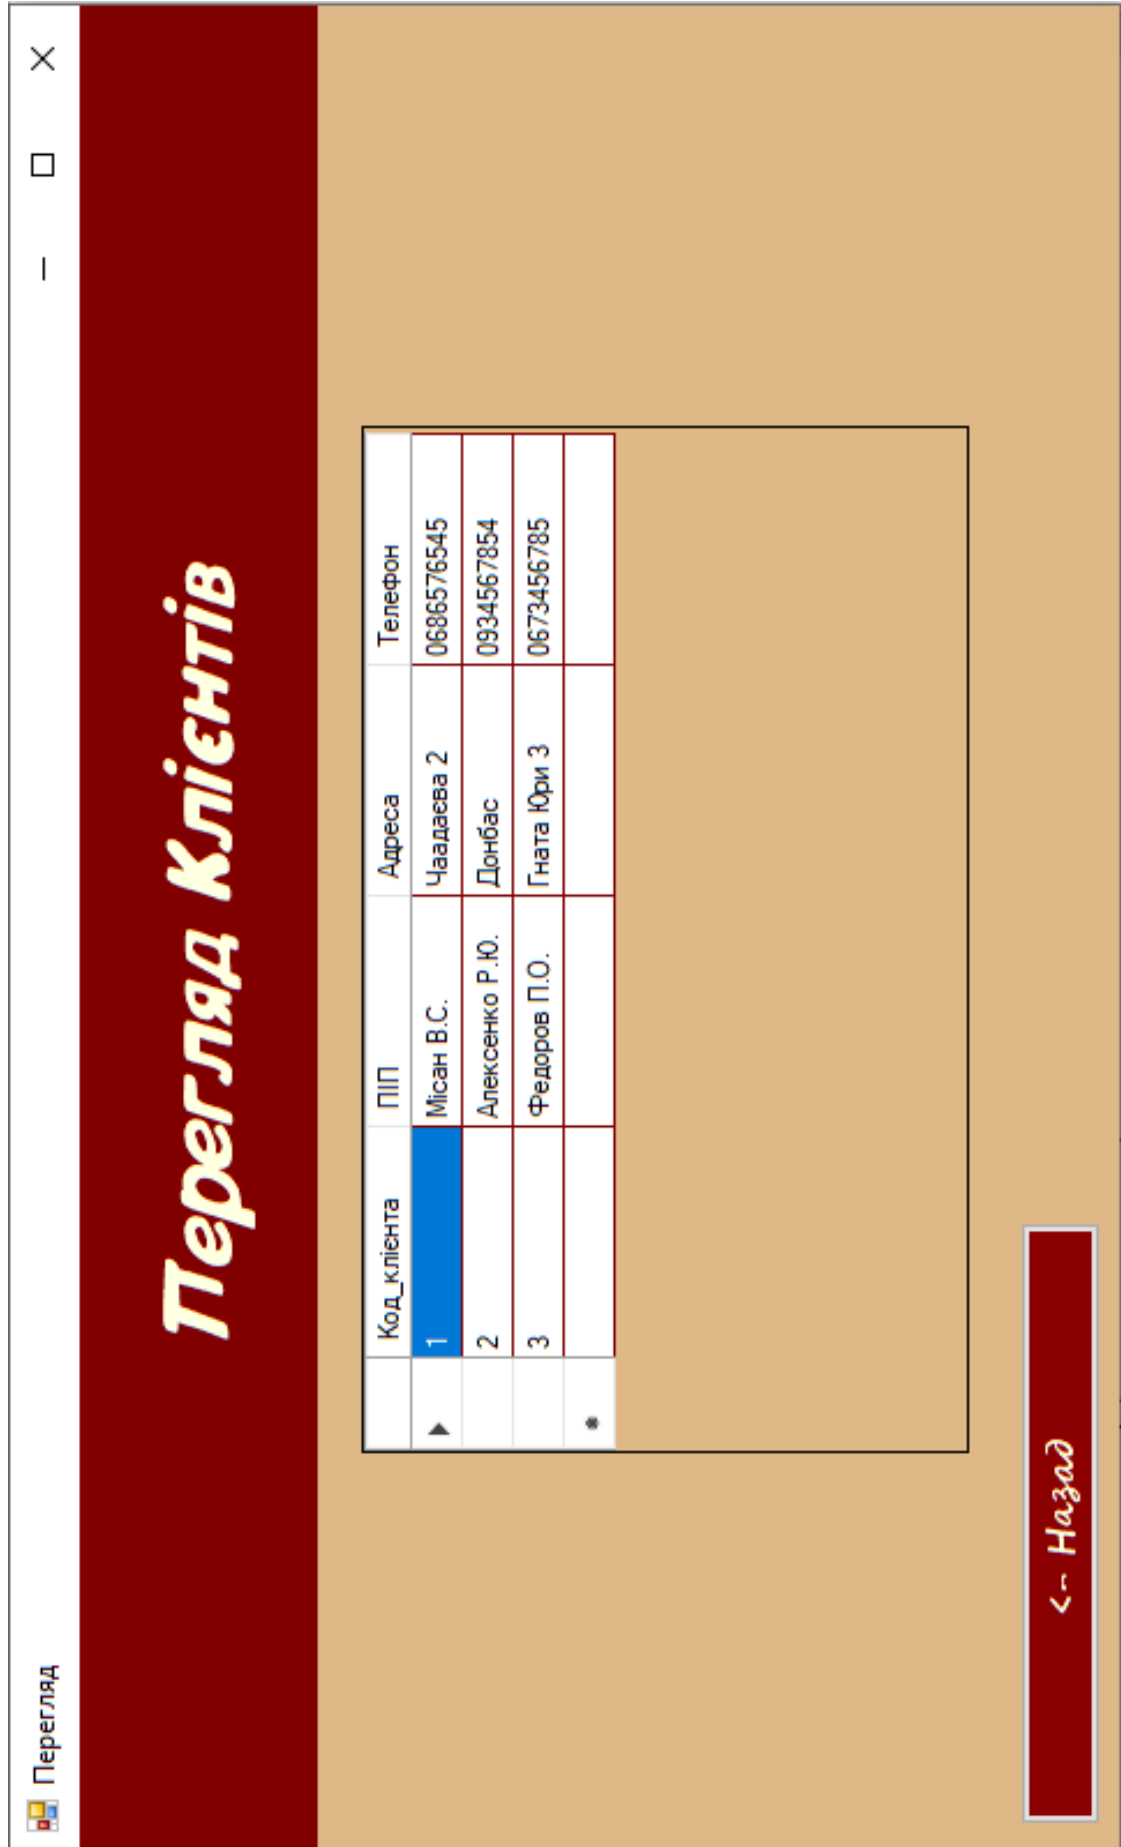 Перегляд
Перегляд Клієнтів
Код_клієнта ПІП Адреса Телефон
1 Місан В.С. Чаадаєва 2 0686576545
2 Алексенко Р.Ю. Донбас 0934567854
3 Федоров П.О. Гната Юри 3 0673456785
<- Назад